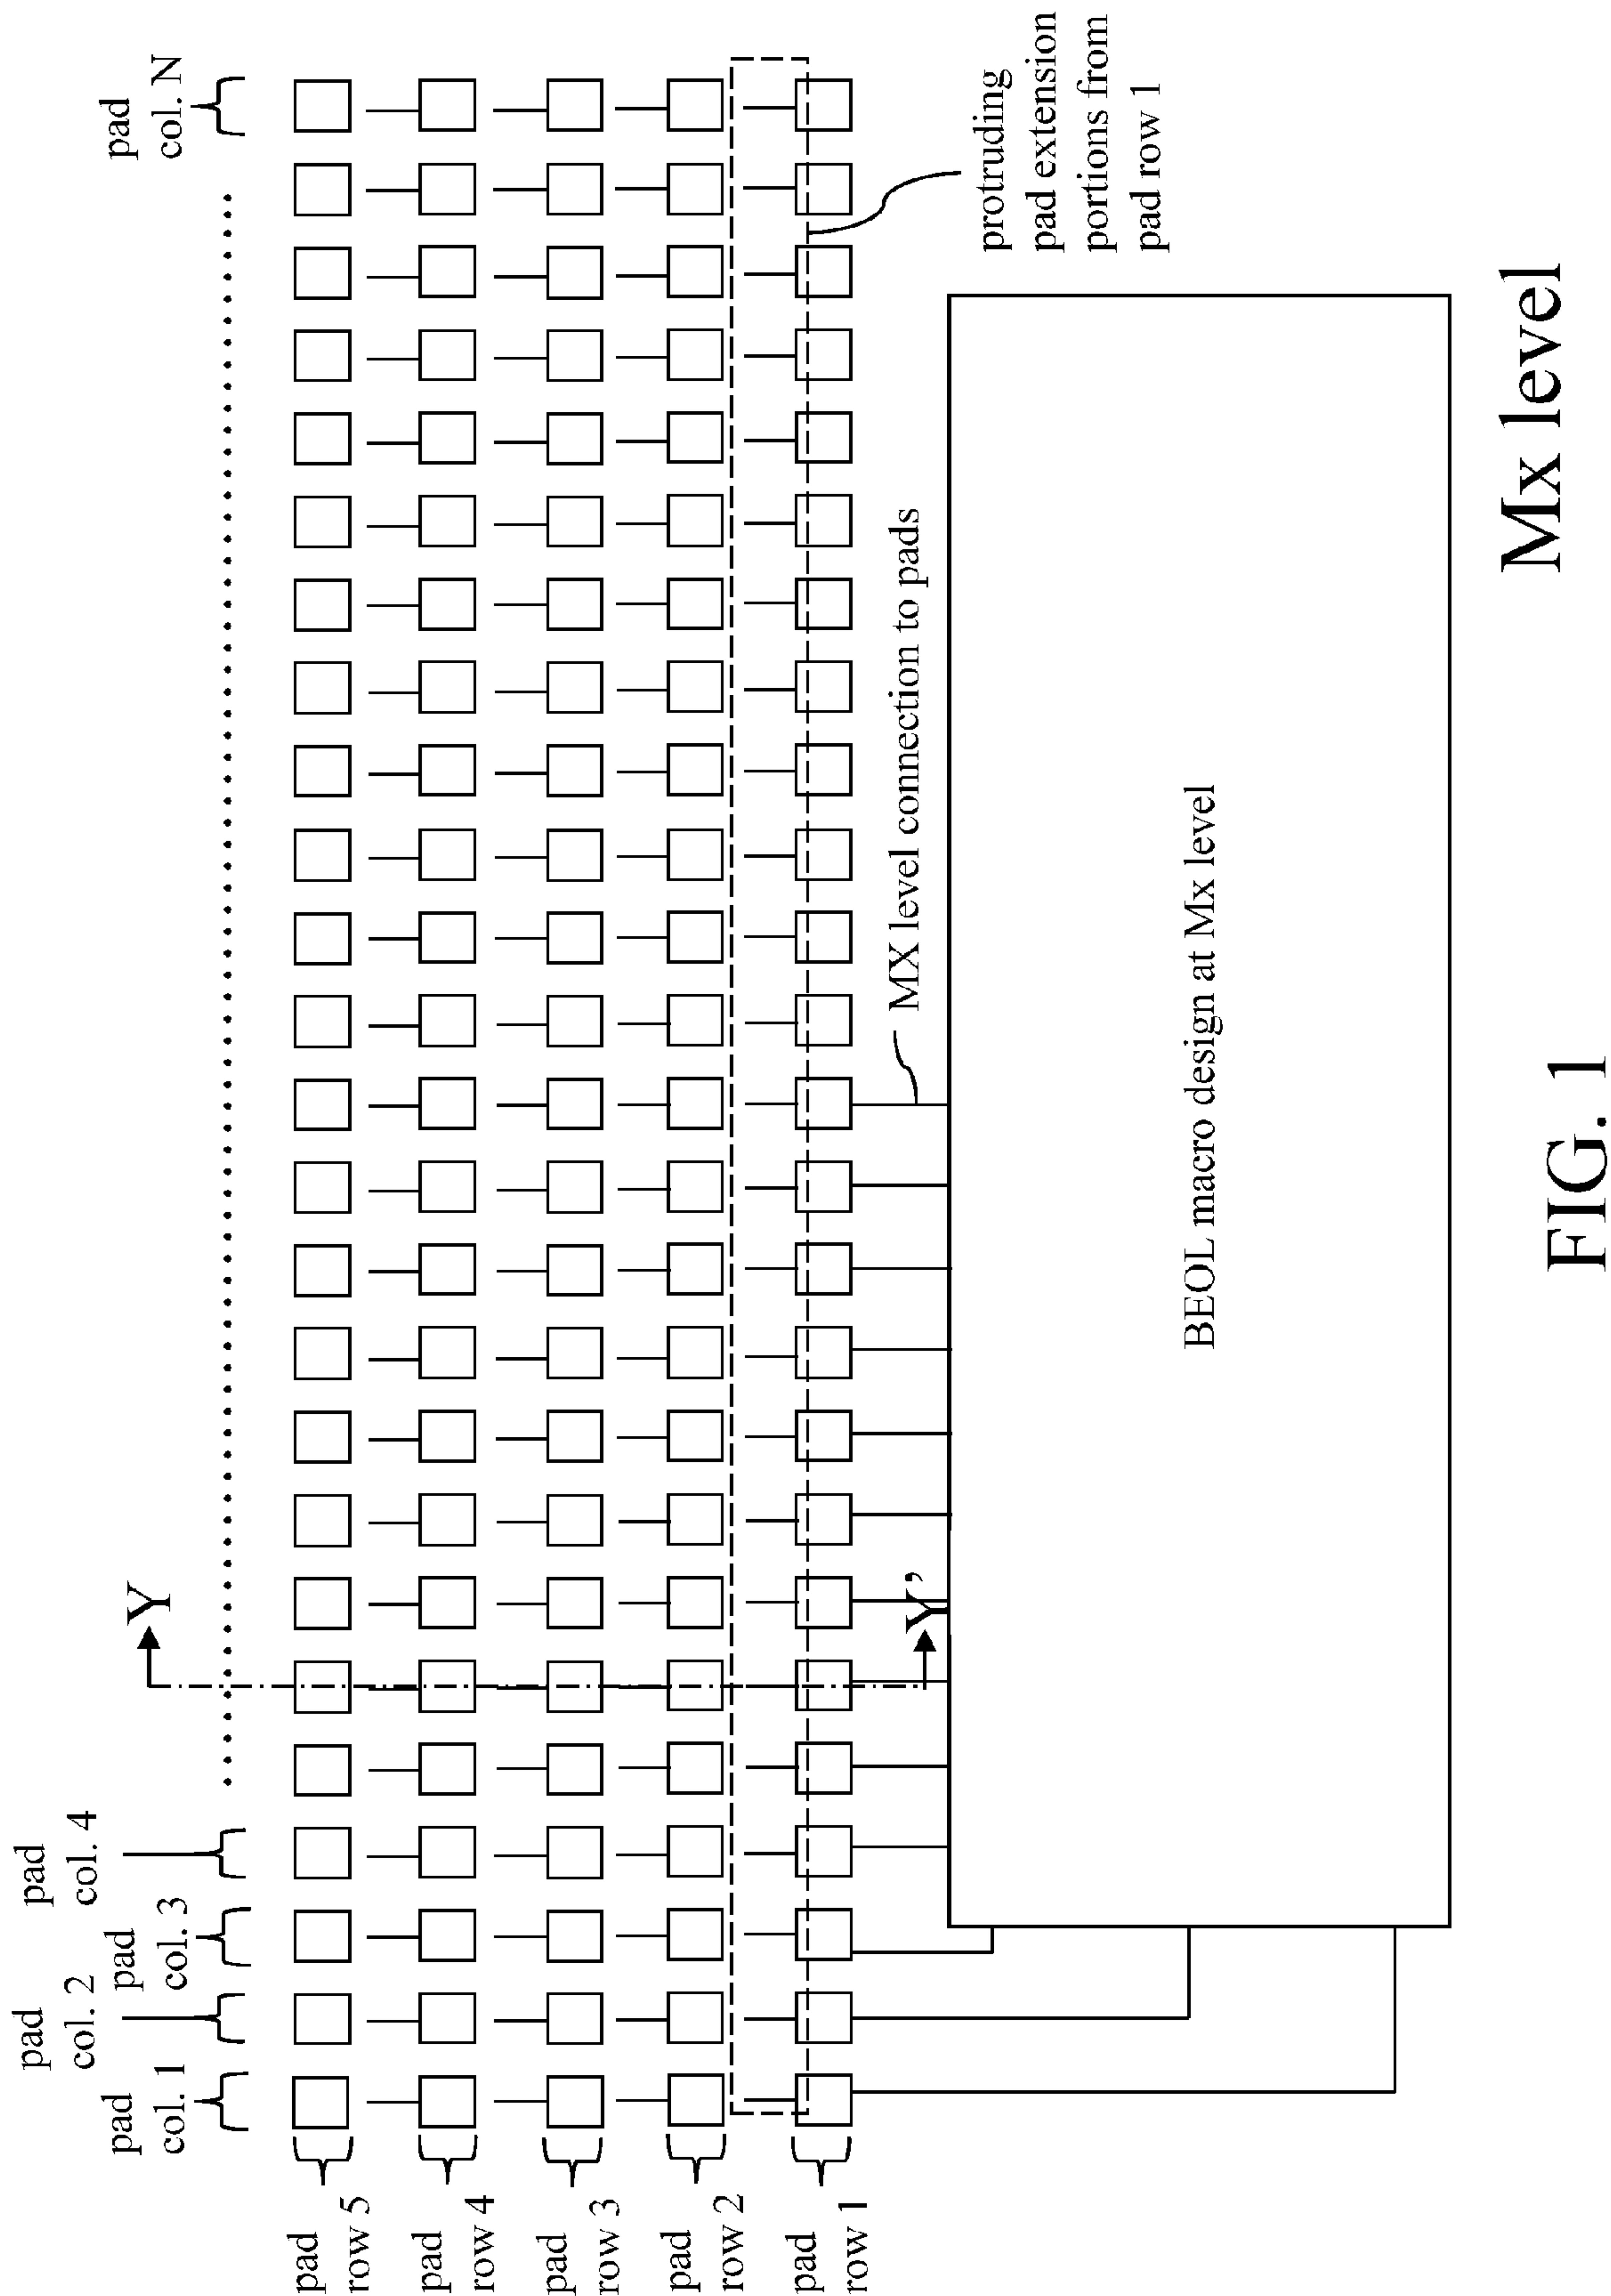 pad
col. 1
pad
col. 2
pad
col. 3
pad
col. 4
pad
col. N
Y
pad
row 5
pad
row 4
pad
row 3
pad
row 2
pad
row 1
Y'
MX level connection to pads
protruding
pad extension
portions from
pad row 1
BEOL macro design at Mx level
Mx level
FIG. 1